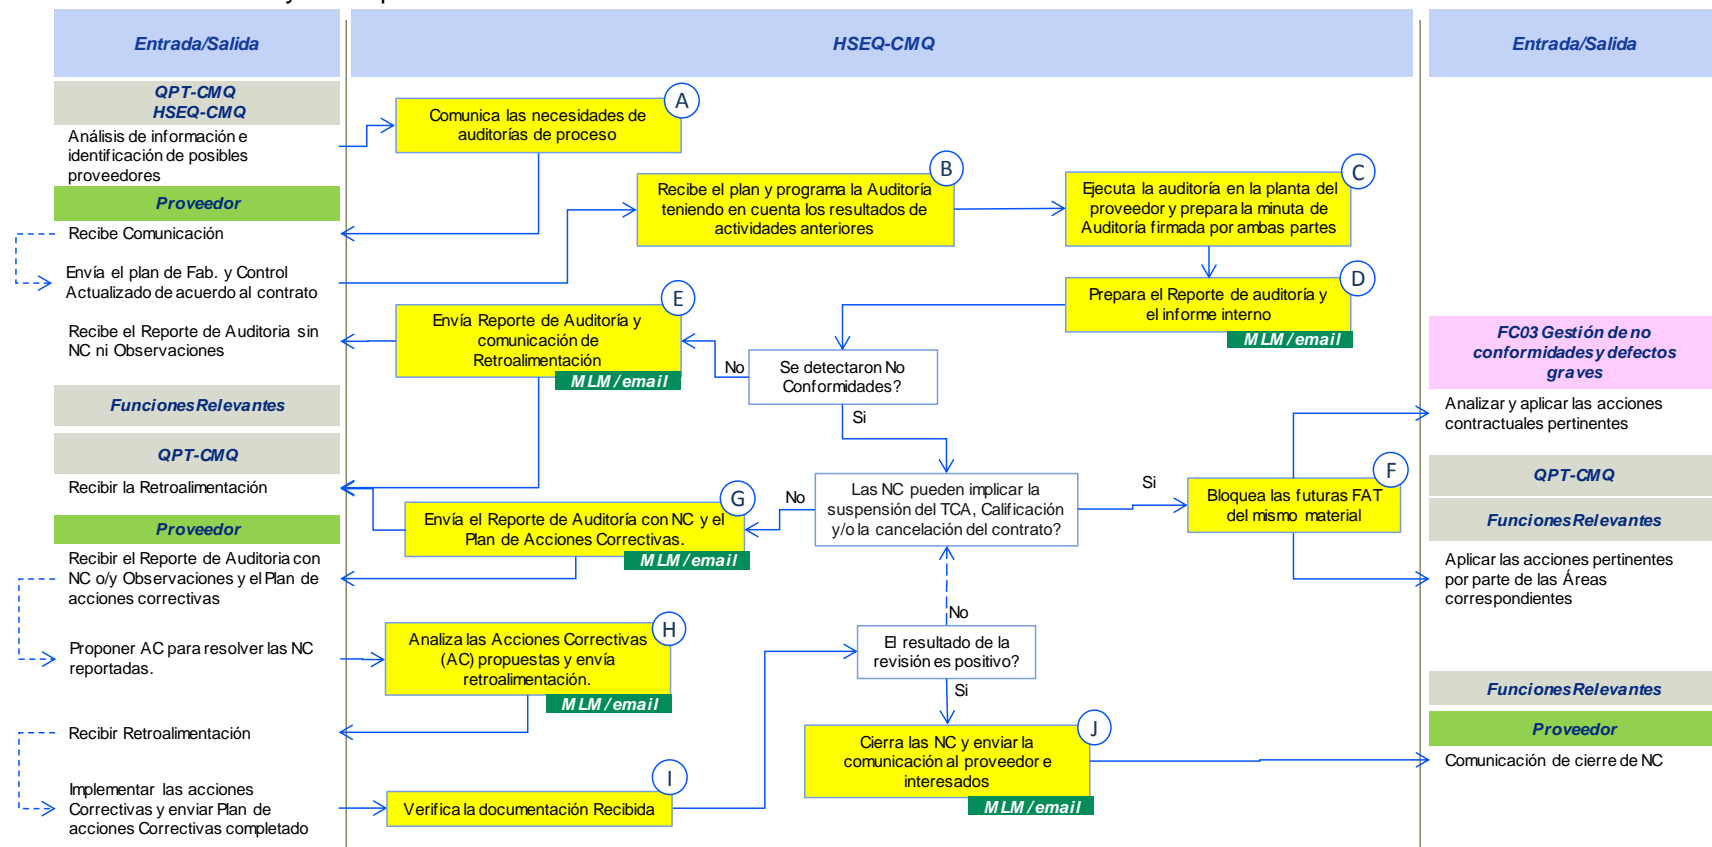 y
Entrada/Salida
HSEQ-CMQ
Entrada/Salida
QPT-CMQ
HSEQ-CMQ
Análisis de información e
identificación de posibles
proveedores
Proveedor
Recibe Comunicación
Envía el plan de Fab. y Control
Actualizado de acuerdo al contrato
Recibe el Reporte de Auditoria sin
NC ni Observaciones
Funciones Relevantes
QPT-CMQ
Recibir la Retroalimentación
Proveedor
Recibir el Reporte de Auditoria con
NC o/y Observaciones y el Plan de
acciones correctivas
Proponer AC para resolver las NC
reportadas.
Recibir Retroalimentación
Implementar las acciones
Correctivas y enviar Plan de
acciones Correctivas completado
A
Comunica las necesidades de
auditorías de proceso
B
Recibe el plan y programa la Auditoría
teniendo en cuenta los resultados de
actividades anteriores
C
Ejecuta la auditoría en la planta del
proveedor y prepara la minuta de
Auditoría firmada por ambas partes
D
Prepara el Reporte de auditoría y
el informe interno
MLM/email
E
Envía Reporte de Auditoría y
comunicación de
Retroalimentación
MLM/email
No
Se detectaron No
Conformidades?
Si
Las NC pueden implicar la
suspensión del TCA, Calificación
y/o la cancelación del contrato?
Si
No
F
Bloquea las futuras FAT
del mismo material
G
Envía el Reporte de Auditoría con NC y el
Plan de Acciones Correctivas.
MLM/email
H
Analiza las Acciones Correctivas
(AC) propuestas y envía
retroalimentación.
MLM/email
No
El resultado de la
revisión es positivo?
Si
I
Verifica la documentación Recibida
J
Cierra las NC y enviar la
comunicación al proveedor e
interesados
MLM/email
FC03 Gestión de no
conformidades y defectos
graves
Analizar y aplicar las acciones
contractuales pertinentes
QPT-CMQ
Funciones Relevantes
Aplicar las acciones pertinentes
por parte de las Áreas
correspondientes
Funciones Relevantes
Proveedor
Comunicación de cierre de NC